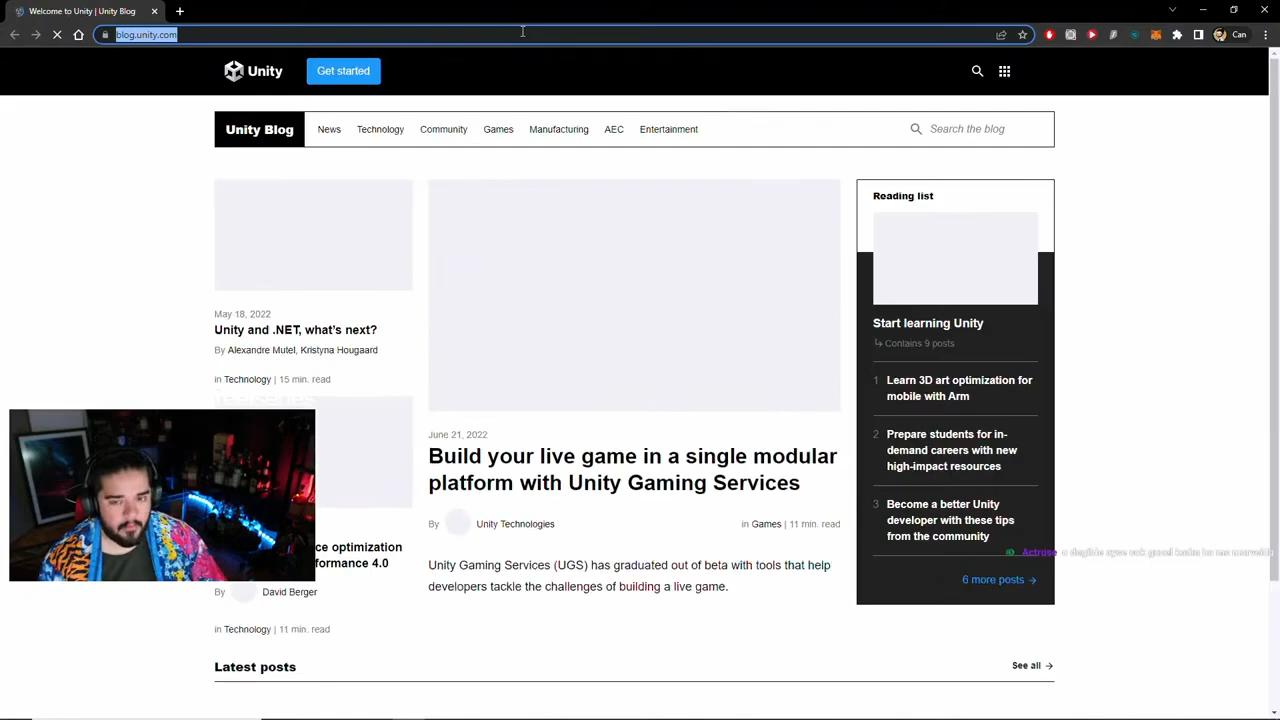 Welcome to Unity | Unity Blog
blog.unity.com
Can
Unity
Get started
Unity Blog
News
Technology
Community
Games
Manufacturing
AEC
Entertainment
Search the blog
May 18, 2022
Unity and .NET, what's next?
By Alexandre Mutel, Kristyna Hougaard
in Technology | 15 min. read
ce optimization
formance 4.0
By David Berger
in Technology | 11 min. read
June 21, 2022
Build your live game in a single modular
platform with Unity Gaming Services
By Unity Technologies
in Games | 11 min. read
Unity Gaming Services (UGS) has graduated out of beta with tools that help
developers tackle the challenges of building a live game.
Reading list
Start learning Unity
Contains 9 posts
1 Learn 3D art optimization for
mobile with Arm
2 Prepare students for in-
demand careers with new
high-impact resources
3 Become a better Unity
developer with these tips
from the community
Actrose
6 more posts →
Latest posts
See all →